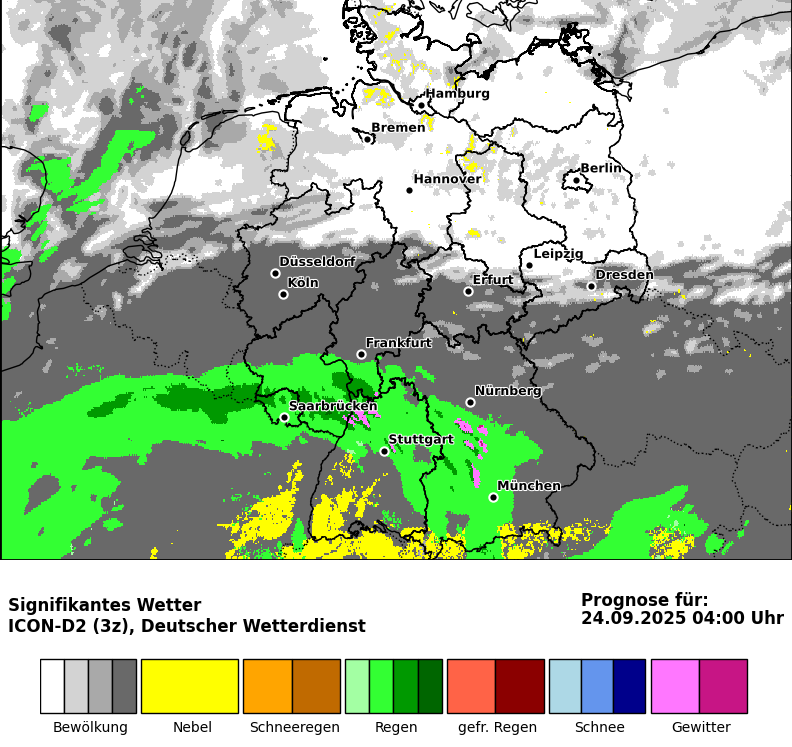 Hamburg
Bremen
Berlin
Hannover
Leipzig
Düsseldorf
Dresden
Köln
Erfurt
Frankfurt
Nürnberg
Saarbrücken
Stuttgart
München
Signifikantes Wetter
ICON-D2 (3z), Deutscher Wetterdienst
Prognose für:
24.09.2025 04:00 Uhr
Bewölkung Nebel Schneeregen Regen gefr. Regen Schnee Gewitter